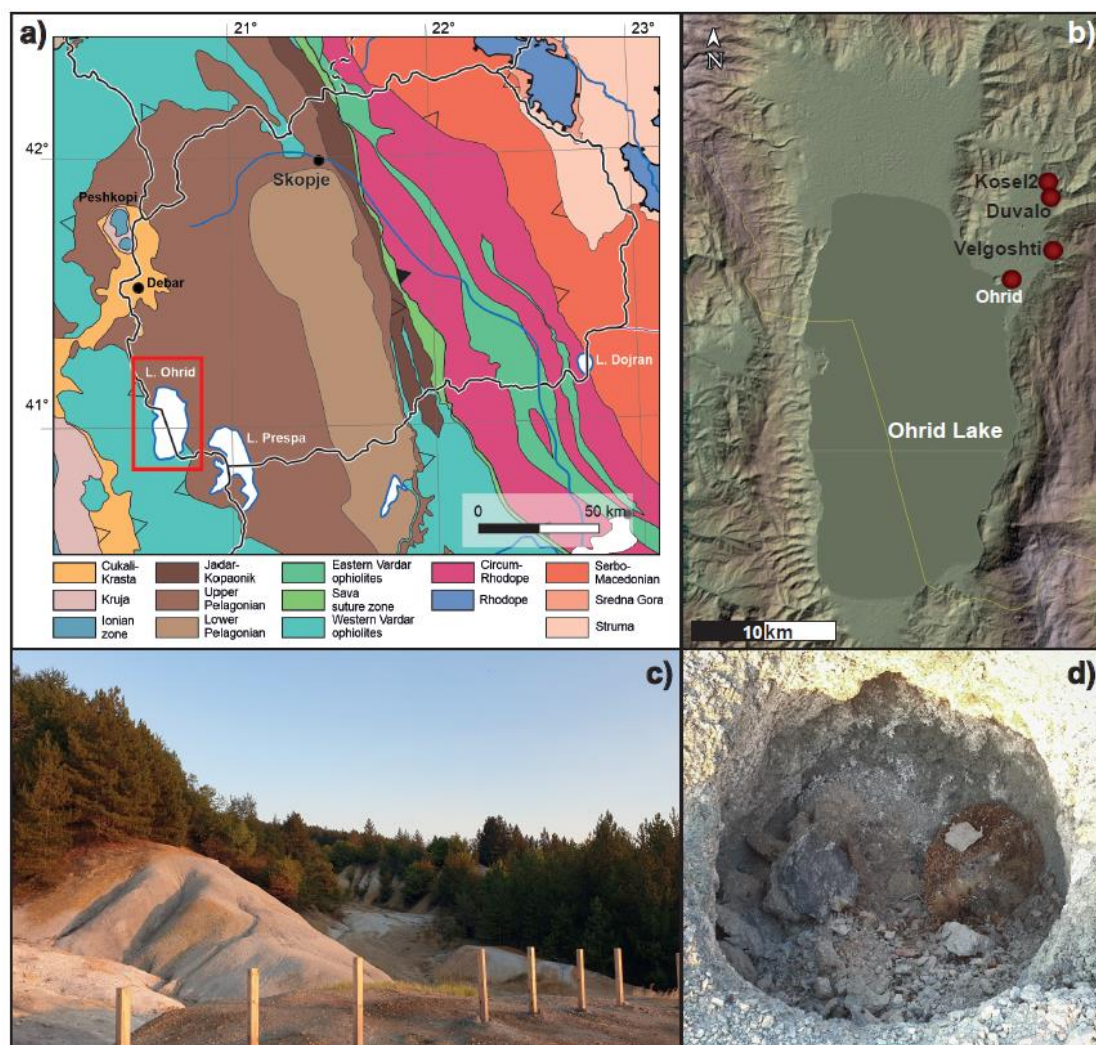 a)
21°
22°
23°
42°
41°
Skopje
Peshkopi
Debar
L. Ohrid
L. Prespa
L. Dojran
0 50 km
Cukali-
Krasta
Kruja
Ionian
zone
Jadar-
Kopaonik
Upper
Pelagonian
Lower
Pelagonian
Eastern Vardar
ophiolites
Sava
suture zone
Western Vardar
ophiolites
Circum-
Rhodope
Rhodope
Serbo-
Macedonian
Sredna Gora
Struma
b)
N
Kosel2
Duvalo
Velgoshti
Ohrid
Ohrid Lake
10 km
c)
d)